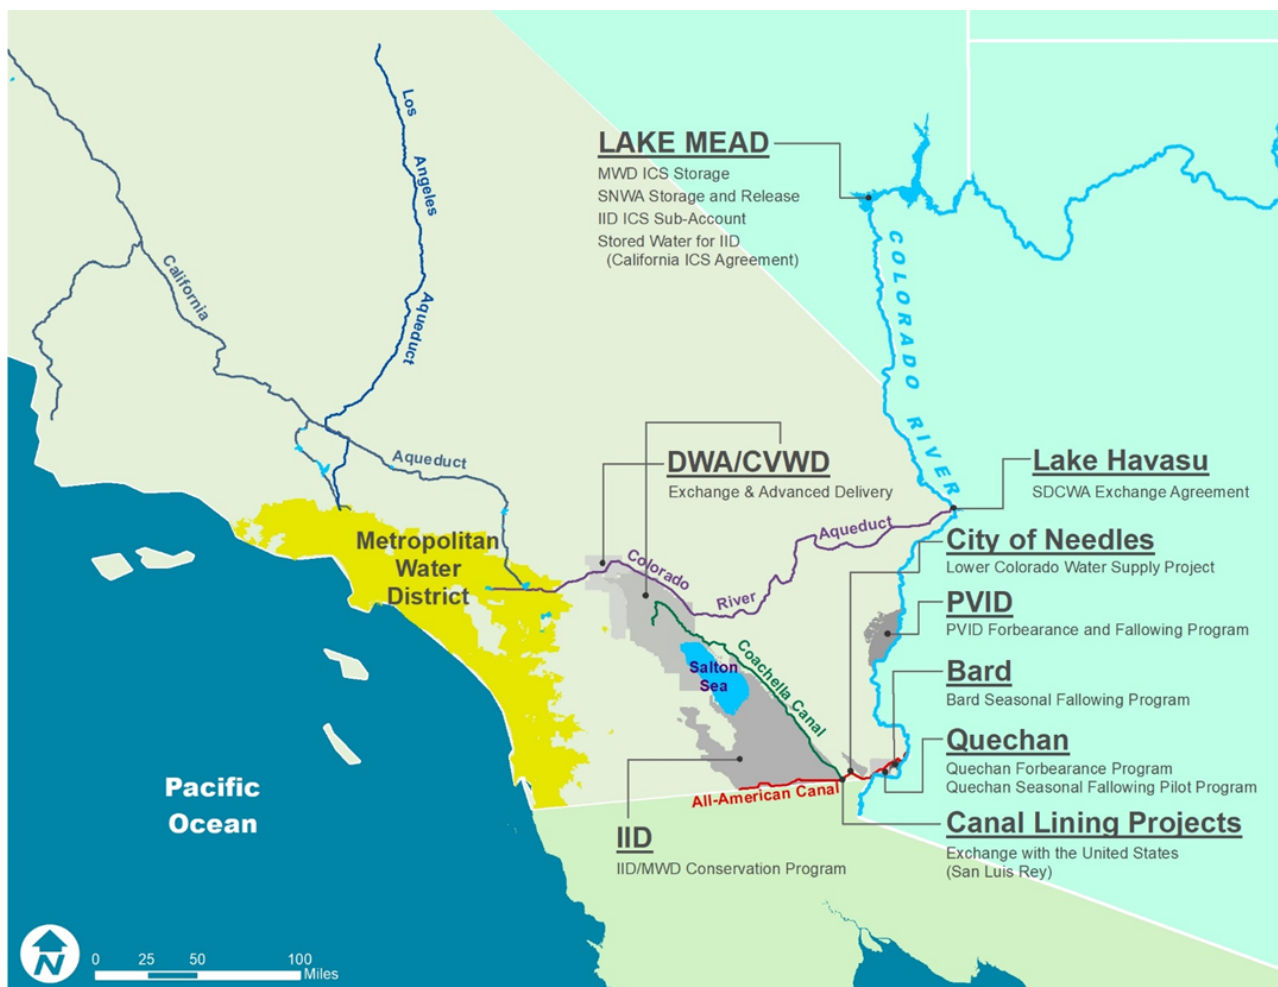 LAKE MEAD
MWD ICS Storage
SNWA Storage and Release
IID ICS Sub-Account
Stored Water for IID
(California ICS Agreement)
Los
Angeles
Aqueduct
California
Aqueduct
COLORADO RIVER
DWA/CVWD
Exchange & Advanced Delivery
Lake Havasu
SDCWA Exchange Agreement
Colorado
River
Aqueduct
City of Needles
Lower Colorado Water Supply Project
Metropolitan
Water
District
PVID
PVID Forbearance and Fallowing Program
Salton
Sea
Coachella Canal
Bard
Bard Seasonal Fallowing Program
Quechan
Quechan Forbearance Program
Quechan Seasonal Fallowing Pilot Program
All-American Canal
Canal Lining Projects
Exchange with the United States
(San Luis Rey)
IID
IID/MWD Conservation Program
Pacific
Ocean
N
0 25 50 100
Miles